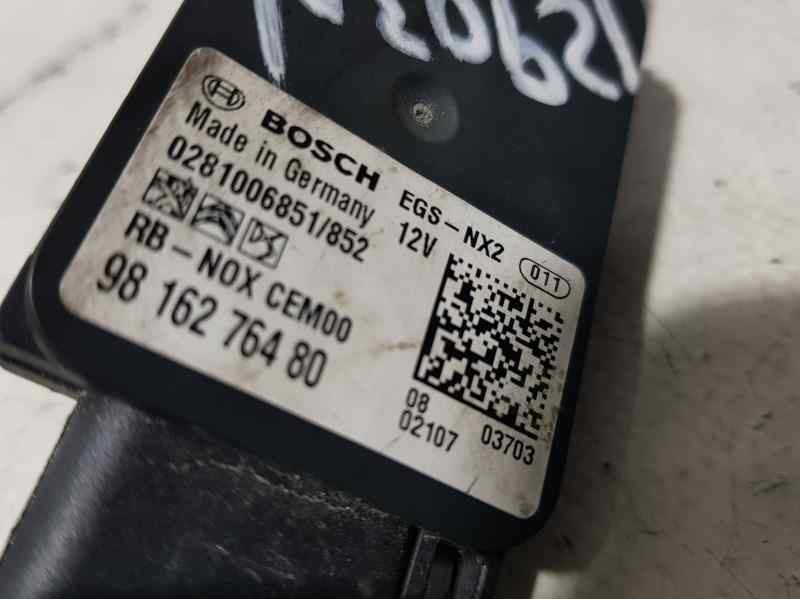 BOSCH
Made in Germany
0281006851/852
EGS-NX2
12V
011
RB-NOX CEM00
98 162 764 80
08
02107
03703